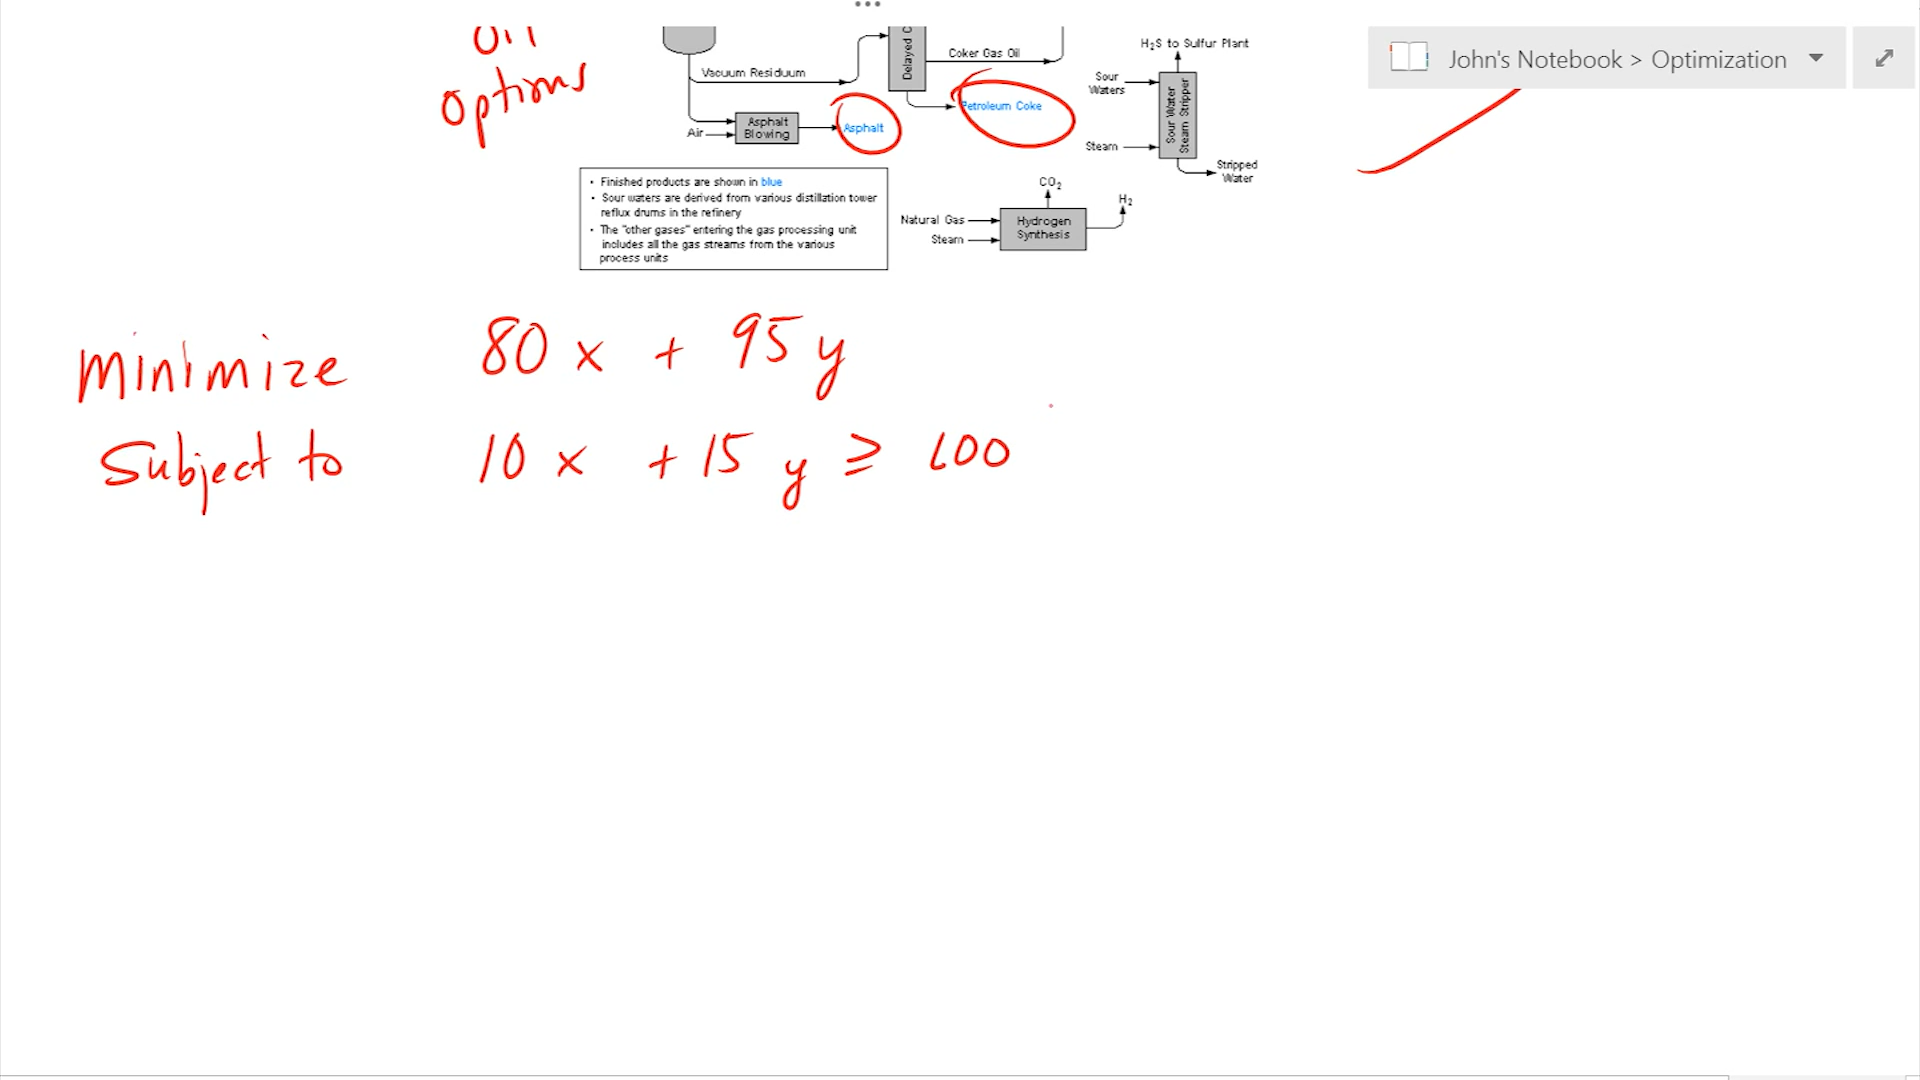 •••
Oil
Options
Delayed C
Coker Gas Oil
H2S to Sulfur Plant
John's Notebook > Optimization
Vacuum Residuum
Sour
Waters
Petroleum Coke
Sour Water
Steam Stripper
Asphalt
Blowing
Asphalt
Air
Steam
Stripped
Water
• Finished products are shown in blue
• Sour waters are derived from various distillation tower
reflux drums in the refinery
• The "other gases" entering the gas processing unit
includes all the gas streams from the various
process units
CO2
H2
Natural Gas
Steam
Hydrogen
Synthesis
Minimize 80 x + 95 y
Subject to 10 x + 15 y ≥ 100